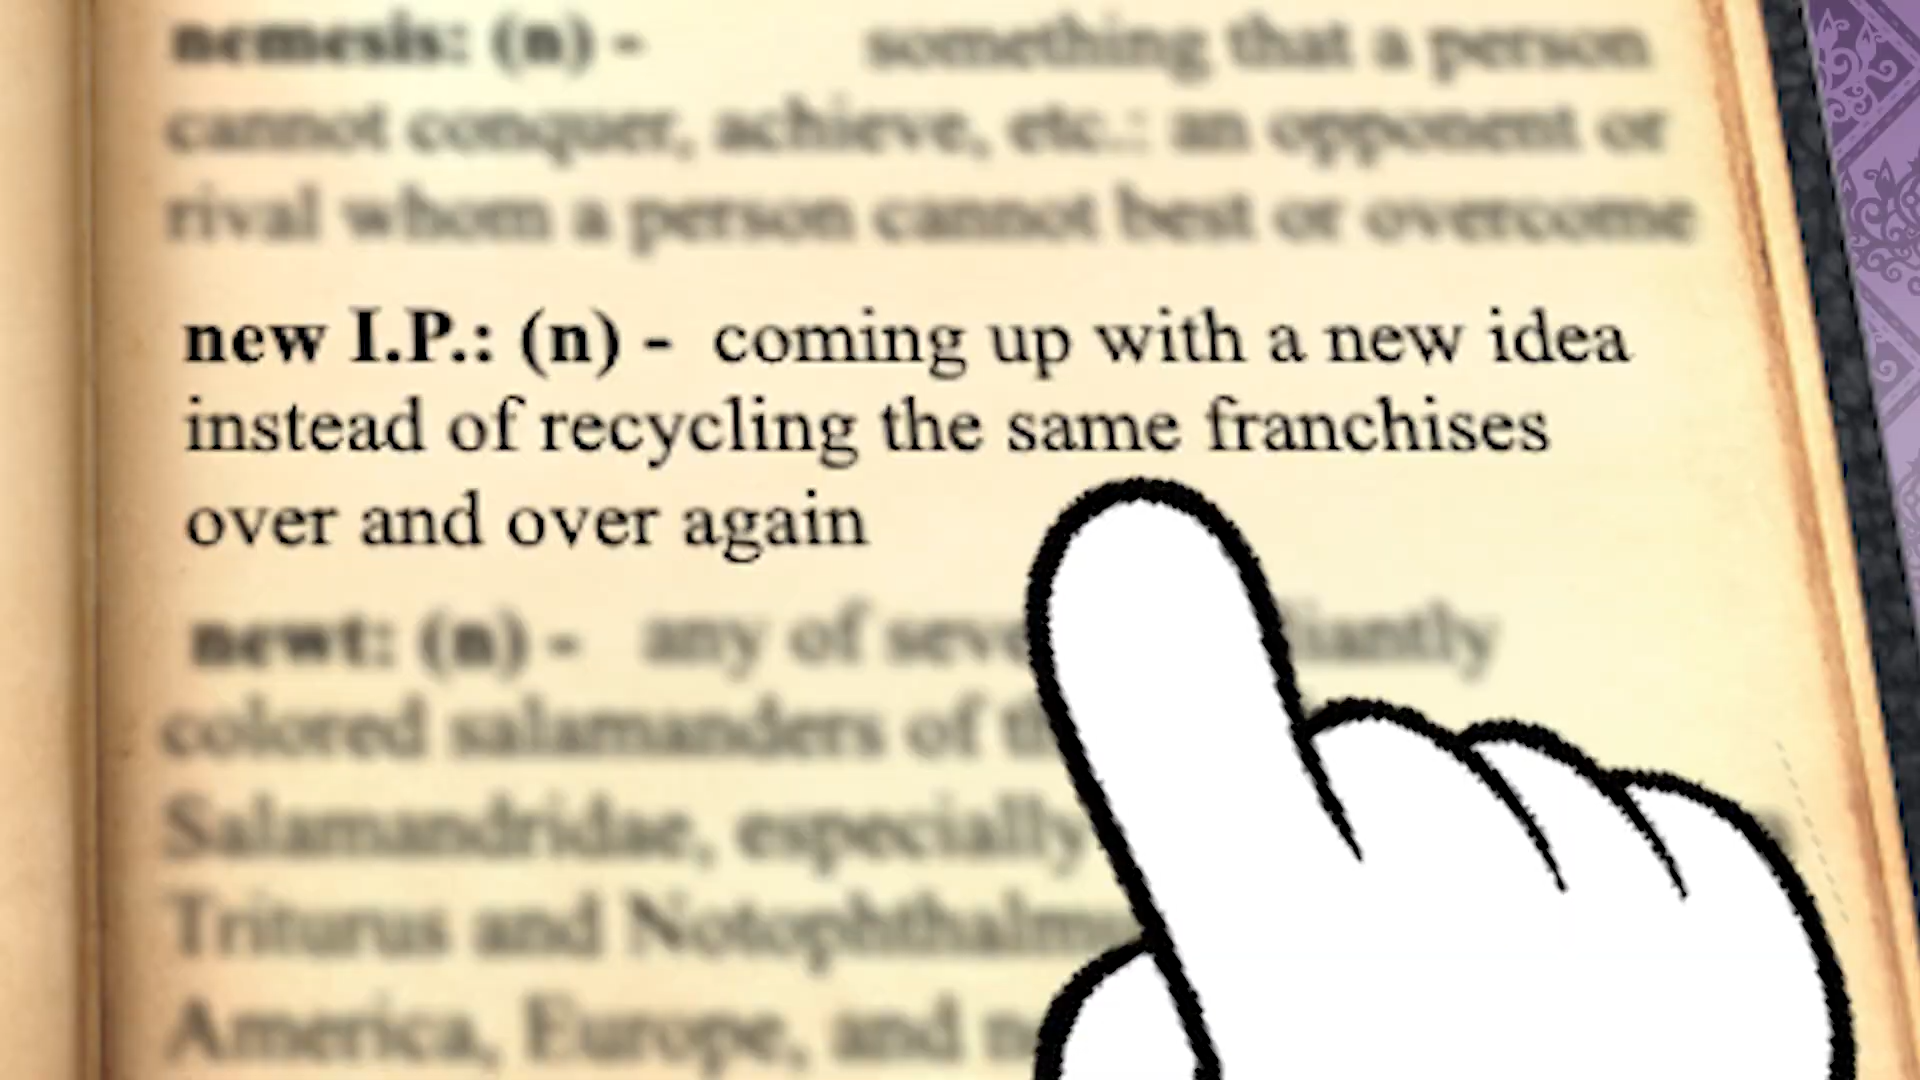 nemesis: (n) - something that a person
cannot conquer, achieve, etc.: an opponent or
rival whom a person cannot best or overcome
new I.P.: (n) - coming up with a new idea
instead of recycling the same franchises
over and over again
newt: (n) - any of
colored salamanders of
Salamandridae, especially
Triturus and
America, Europe, and